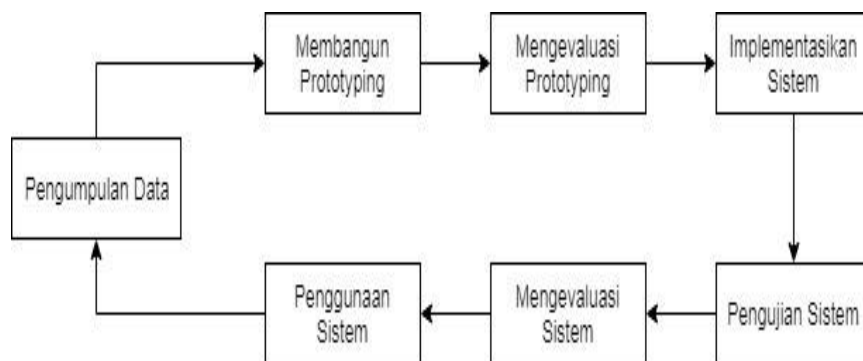 Membangun
Prototyping
Mengevaluasi
Prototyping
Implementasikan
Sistem
Pengumpulan Data
Penggunaan
Sistem
Mengevaluasi
Sistem
Pengujian Sistem